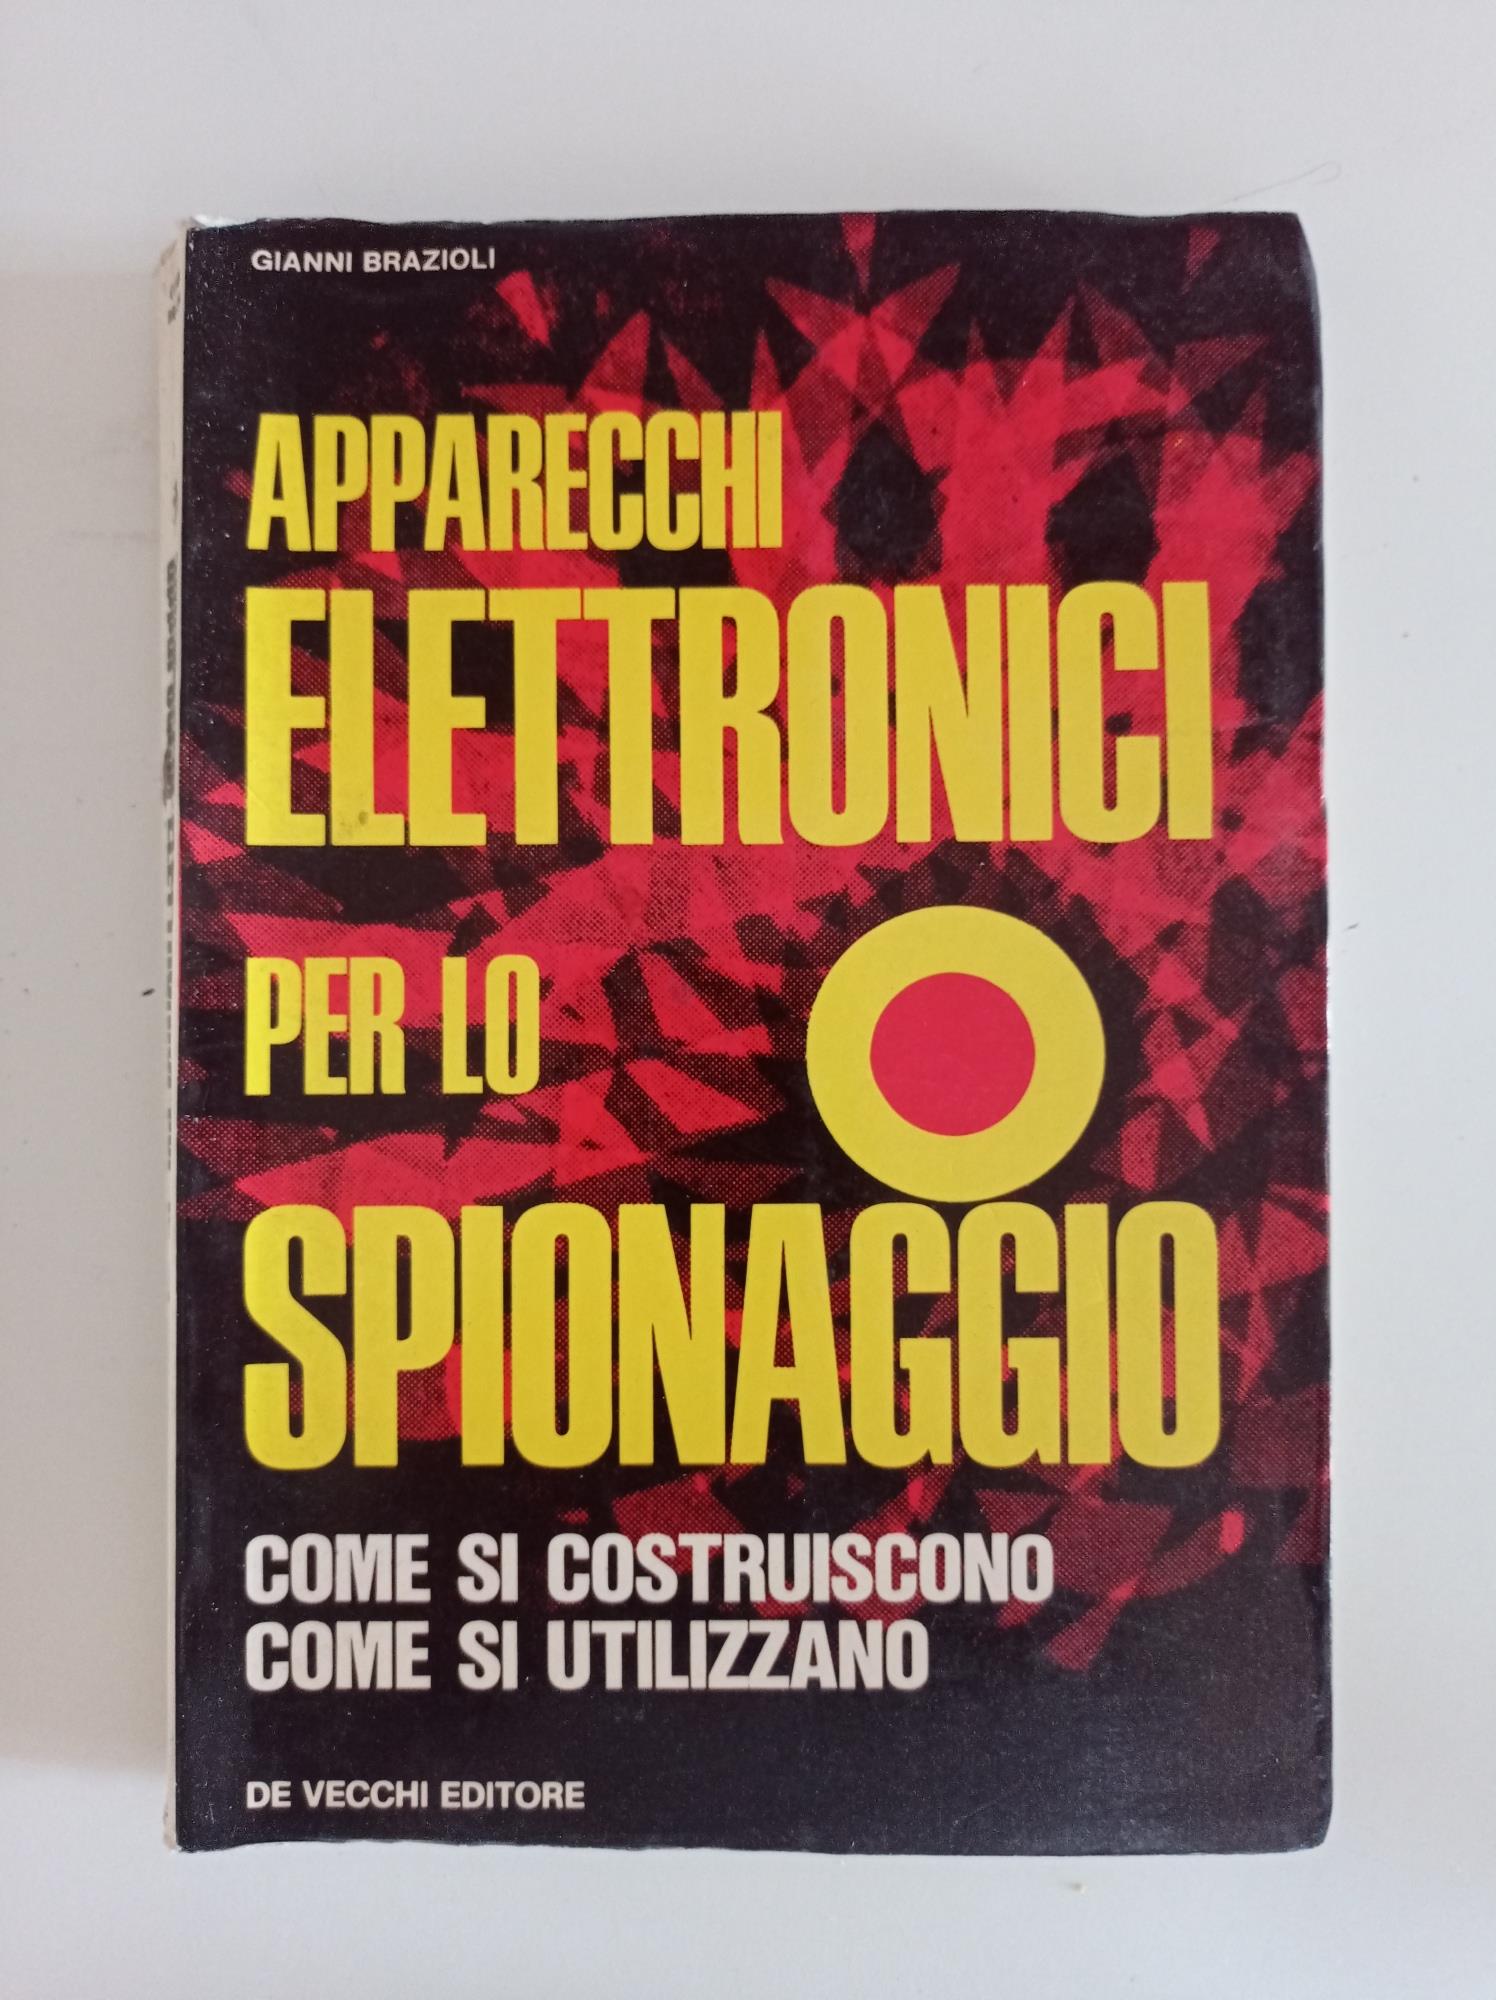 GIANNI BRAZIOLI
APPARECCHI
ELETTRONICI
PER LO
SPIONAGGIO
COME SI COSTRUISCONO
COME SI UTILIZZANO
DE VECCHI EDITORE